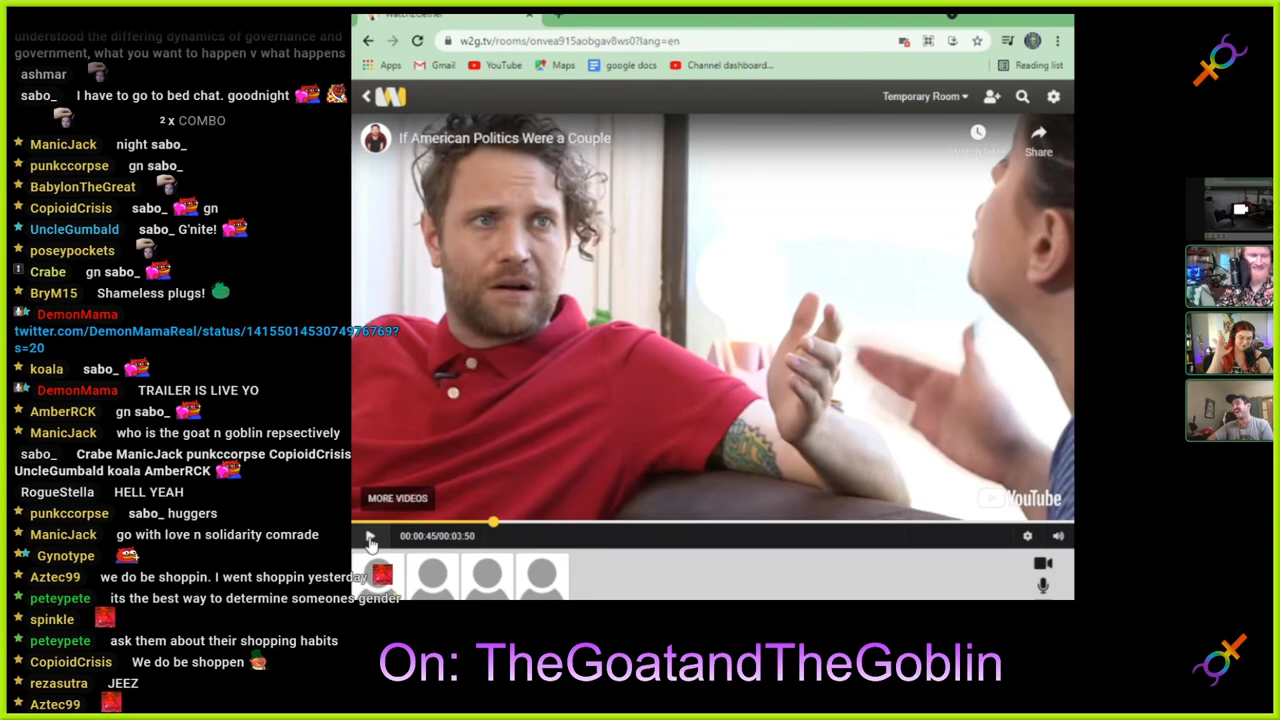 understood the differing dynamics of governance and
government, what you want to happen v what happens
ashmar
sabo_ I have to go to bed chat. goodnight
2 x COMBO
ManicJack night sabo_
punkccorpse gn sabo_
BabylonTheGreat
CopioidCrisis sabo_ gn
UncleGumbald sabo_ G'nite!
poseypockets
Crabe gn sabo_
BryM15 Shameless plugs!
DemonMama
twitter.com/DemonMamaReal/status/1415501453074976769?
s=20
koala sabo_
DemonMama TRAILER IS LIVE YO
AmberRCK gn sabo_
ManicJack who is the goat n goblin repsectively
sabo_ Crabe ManicJack punkccorpse CopioidCrisis
UncleGumbald koala AmberRCK
RogueStella HELL YEAH
punkccorpse sabo_ huggers
ManicJack go with love n solidarity comrade
Gynotype
Aztec99 we do be shoppin. I went shoppin yesterday
peteypete its the best way to determine someones gender
spinkle
peteypete ask them about their shopping habits
CopioidCrisis We do be shoppen
rezasutra JEEZ
Aztec99
Watch2Gether
w2g.tv/rooms/onvea915aobgav8ws0?lang=en
Apps Gmail YouTube Maps google docs Channel dashboard... Reading list
Temporary Room
If American Politics Were a Couple
Watch later Share
MORE VIDEOS
YouTube
00:00:45/00:03:50
On: TheGoatandTheGoblin